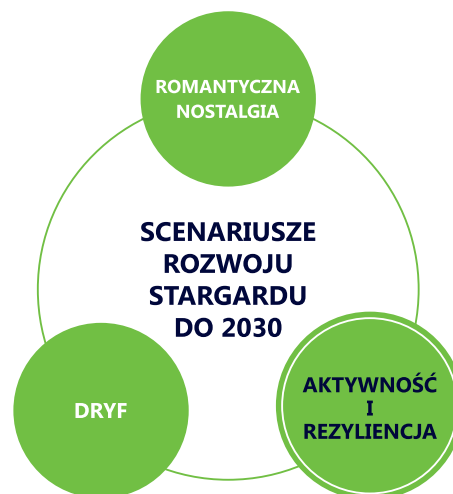 ROMANTYCZNA
NOSTALGIA
SCENARIUSZE
ROZWOJU
STARGARDU
DO 2030
DRYF
AKTYWNOŚĆ
I
REZYLIENCJA